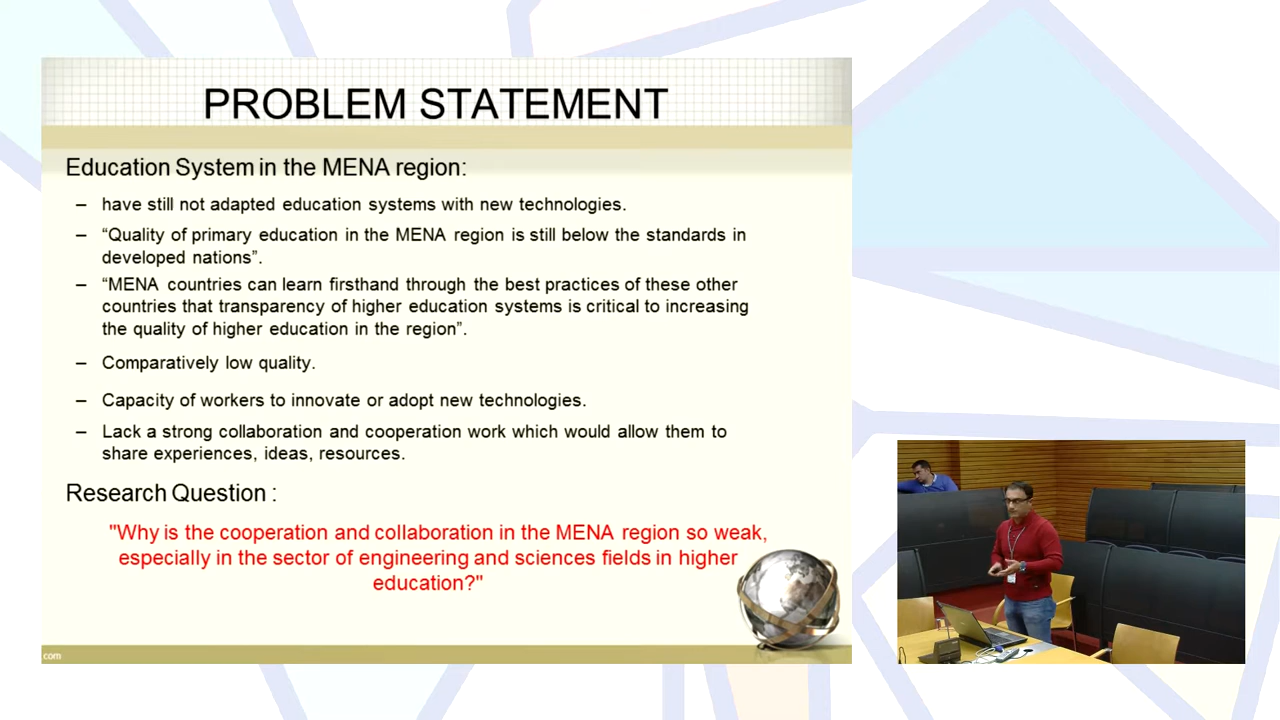 PROBLEM STATEMENT
Education System in the MENA region:
– have still not adapted education systems with new technologies.
– “Quality of primary education in the MENA region is still below the standards in
developed nations”.
– “MENA countries can learn firsthand through the best practices of these other
countries that transparency of higher education systems is critical to increasing
the quality of higher education in the region”.
– Comparatively low quality.
– Capacity of workers to innovate or adopt new technologies.
– Lack a strong collaboration and cooperation work which would allow them to
share experiences, ideas, resources.
Research Question :
"Why is the cooperation and collaboration in the MENA region so weak,
especially in the sector of engineering and sciences fields in higher
education?"
com